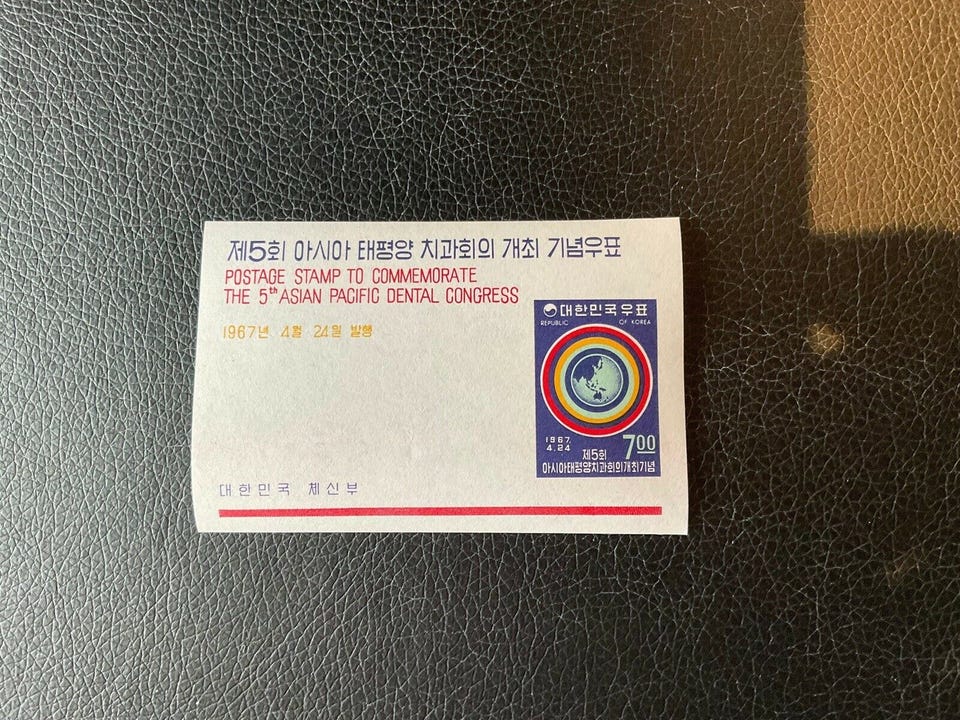 제5회 아시아 태평양 치과회의 개최 기념우표
POSTAGE STAMP TO COMMEMORATE
THE 5th ASIAN PACIFIC DENTAL CONGRESS
1967년 4월 24일 발행
대한민국우표
REPUBLIC OF KOREA
1967.
4.24
700
제5회
아시아태평양치과회의개최기념
대한민국 체신부